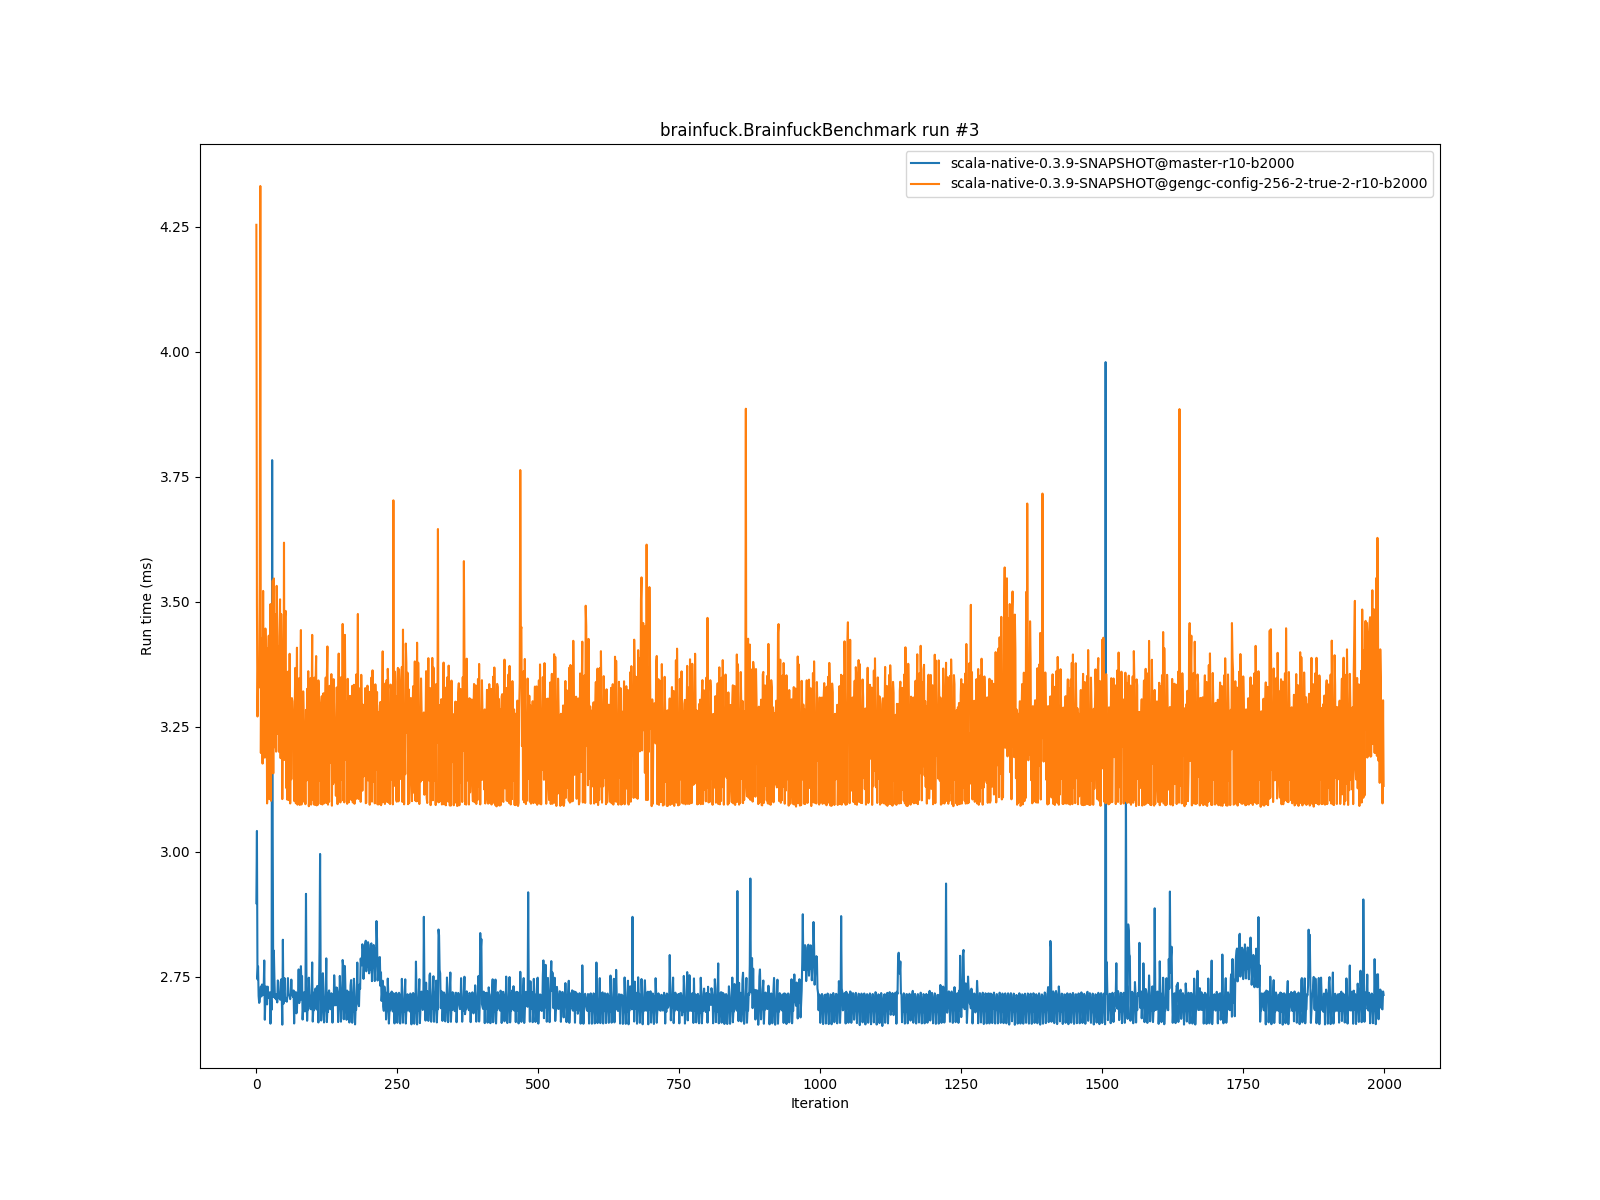 brainfuck.BrainfuckBenchmark run #3
scala-native-0.3.9-SNAPSHOT@master-r10-b2000
scala-native-0.3.9-SNAPSHOT@gengc-config-256-2-true-2-r10-b2000
4.25
4.00
3.75
3.50
3.25
3.00
2.75
Run time (ms)
0 250 500 750 1000 1250 1500 1750 2000
Iteration